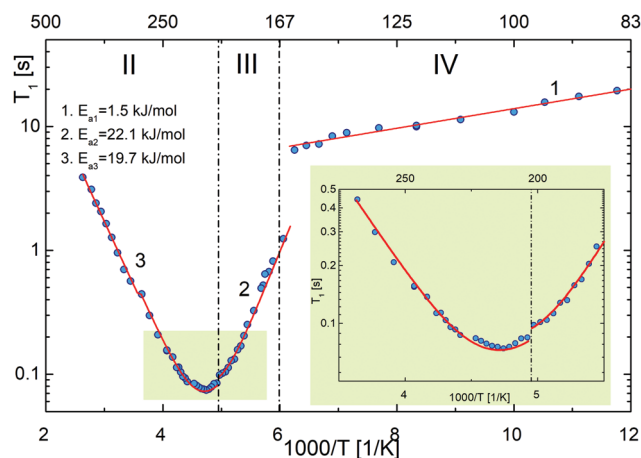 500 250 167 125 100 83
II III IV
T1 [s]
10
1
0.1
1. Ea1=1.5 kJ/mol
2. Ea2=22.1 kJ/mol
3. Ea3=19.7 kJ/mol
1
2
3
250 200
0.5
0.4
0.3
0.2
0.1
T1 [s]
4 5
1000/T [1/K]
2 4 6 8 10 12
1000/T [1/K]